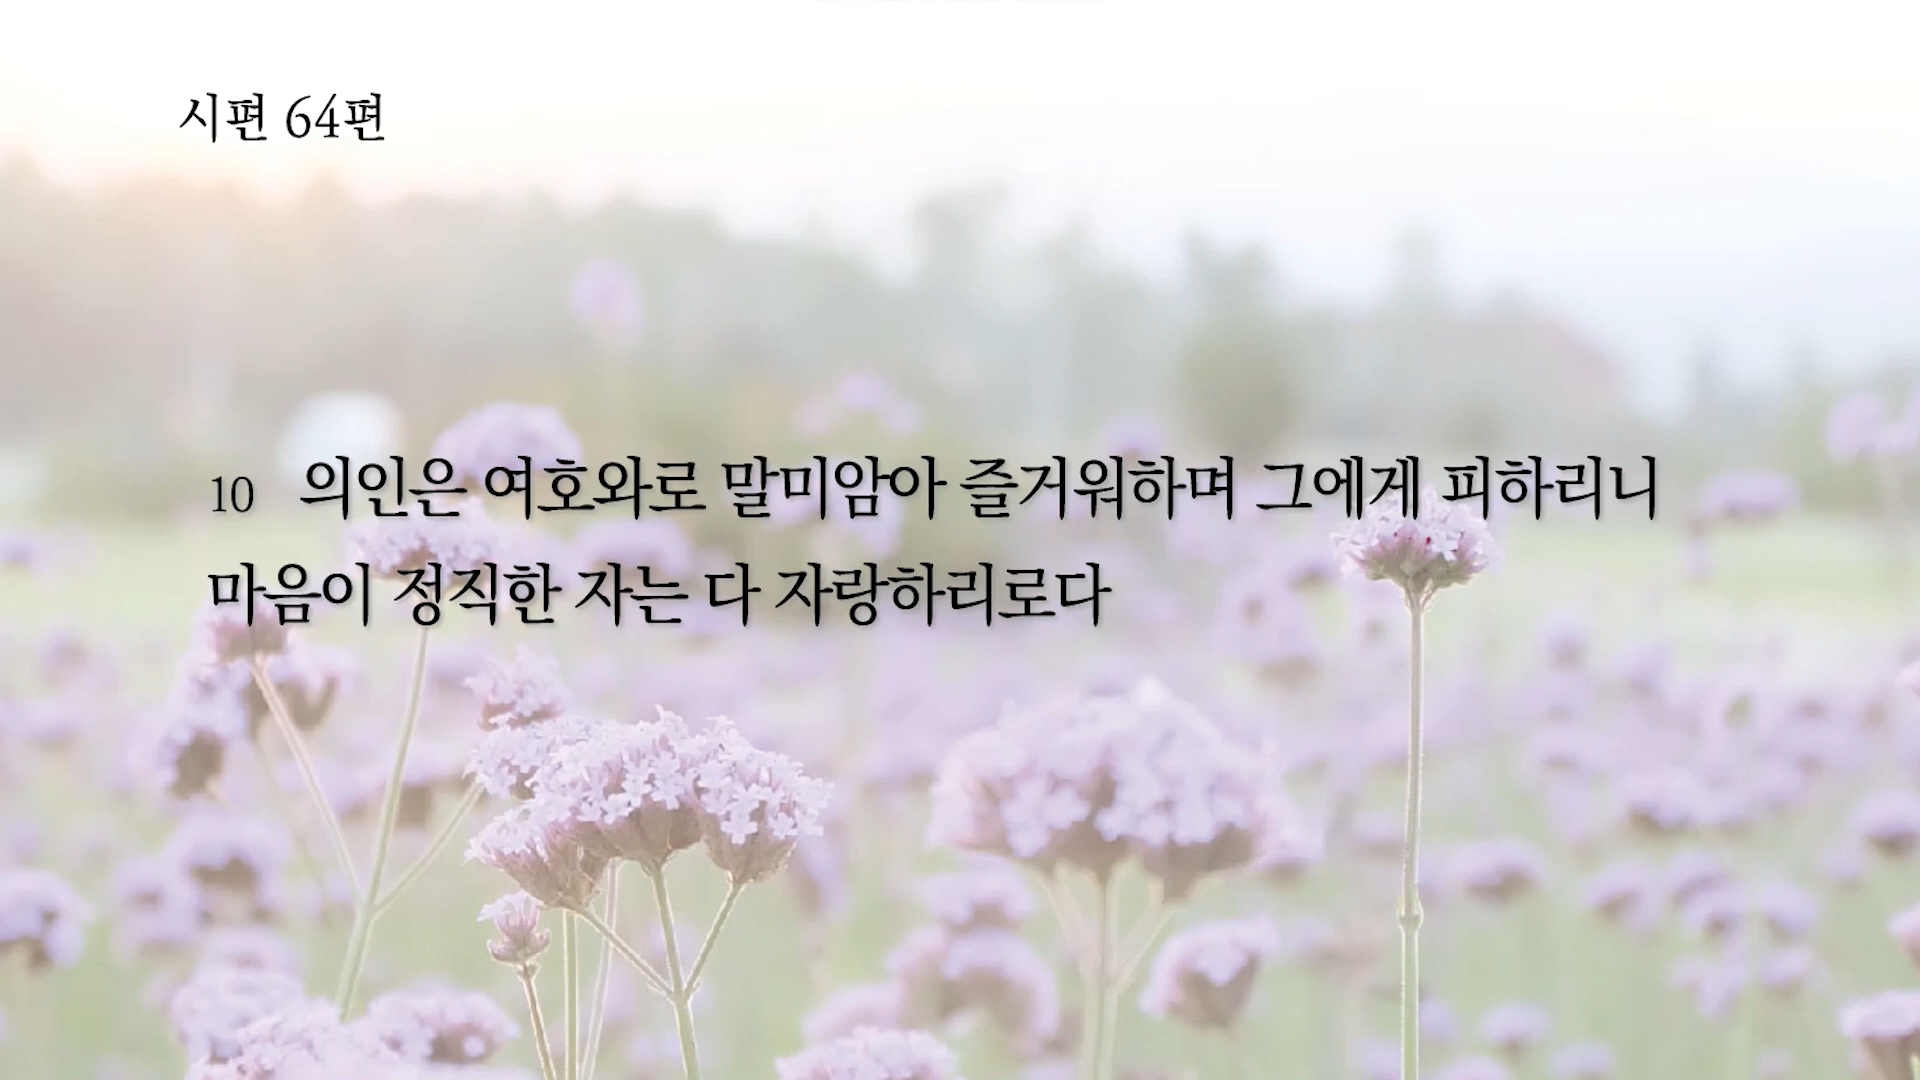 시편 64편
10 의인은 여호와로 말미암아 즐거워하며 그에게 피하리니
마음이 정직한 자는 다 자랑하리로다